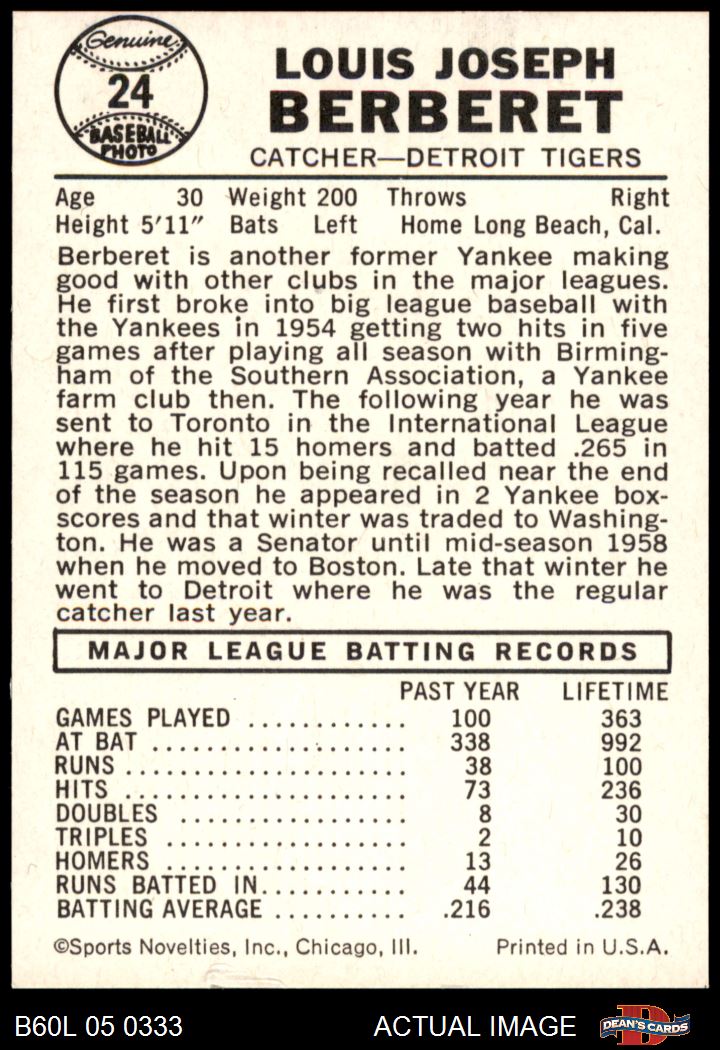 Genuine
24
BASEBALL
PHOTO
LOUIS JOSEPH
BERBERET
CATCHER—DETROIT TIGERS
Age 30 Weight 200 Throws Right
Height 5'11" Bats Left Home Long Beach, Cal.
Berberet is another former Yankee making
good with other clubs in the major leagues.
He first broke into big league baseball with
the Yankees in 1954 getting two hits in five
games after playing all season with Birming-
ham of the Southern Association, a Yankee
farm club then. The following year he was
sent to Toronto in the International League
where he hit 15 homers and batted .265 in
115 games. Upon being recalled near the end
of the season he appeared in 2 Yankee box-
scores and that winter was traded to Washing-
ton. He was a Senator until mid-season 1958
when he moved to Boston. Late that winter he
went to Detroit where he was the regular
catcher last year.
MAJOR LEAGUE BATTING RECORDS
PAST YEAR LIFETIME
GAMES PLAYED ............ 100 363
AT BAT .................... 338 992
RUNS ...................... 38 100
HITS ...................... 73 236
DOUBLES ................. 8 30
TRIPLES .................. 2 10
HOMERS .................. 13 26
RUNS BATTED IN........... 44 130
BATTING AVERAGE .......... .216 .238
©Sports Novelties, Inc., Chicago, Ill. Printed in U.S.A.
B60L 05 0333 ACTUAL IMAGE DEAN'S CARDS